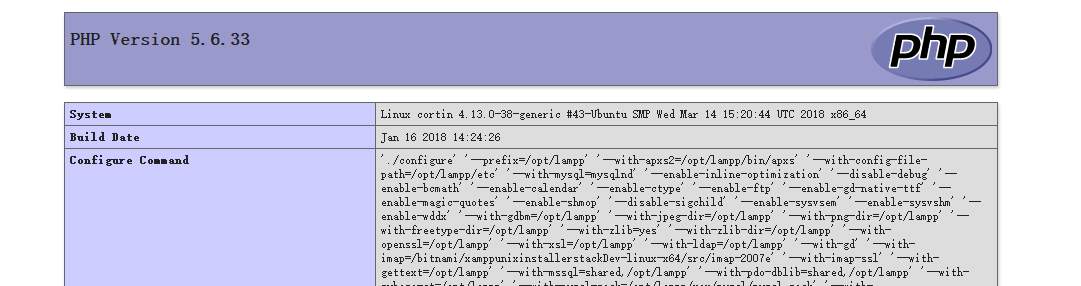 PHP Version 5.6.33
php
System
Linux cortin 4.13.0-38-generic #43-Ubuntu SMP Wed Mar 14 15:20:44 UTC 2018 x86_64
Build Date
Jan 16 2018 14:24:26
Configure Command
'./configure' '--prefix=/opt/lampp' '--with-apxs2=/opt/lampp/bin/apxs' '--with-config-file-
path=/opt/lampp/etc' '--with-mysql=mysqlnd' '--enable-inline-optimization' '--disable-debug' '--
enable-bcmath' '--enable-calendar' '--enable-ctype' '--enable-ftp' '--enable-gd-native-ttf' '--
enable-magic-quotes' '--enable-shmop' '--disable-sigchild' '--enable-sysvsem' '--enable-sysvshm' '--
enable-wddx' '--with-gdbm=/opt/lampp' '--with-jpeg-dir=/opt/lampp' '--with-png-dir=/opt/lampp' '--
with-freetype-dir=/opt/lampp' '--with-zlib=yes' '--with-zlib-dir=/opt/lampp' '--with-
openssl=/opt/lampp' '--with-xsl=/opt/lampp' '--with-ldap=/opt/lampp' '--with-gd' '--with-
imap=/bitnami/xamppunixinstallerstackDev-linux-x64/src/imap-2007e' '--with-imap-ssl' '--with-
gettext=/opt/lampp' '--with-mssql=shared,/opt/lampp' '--with-pdo-dblib=shared,/opt/lampp' '--with-